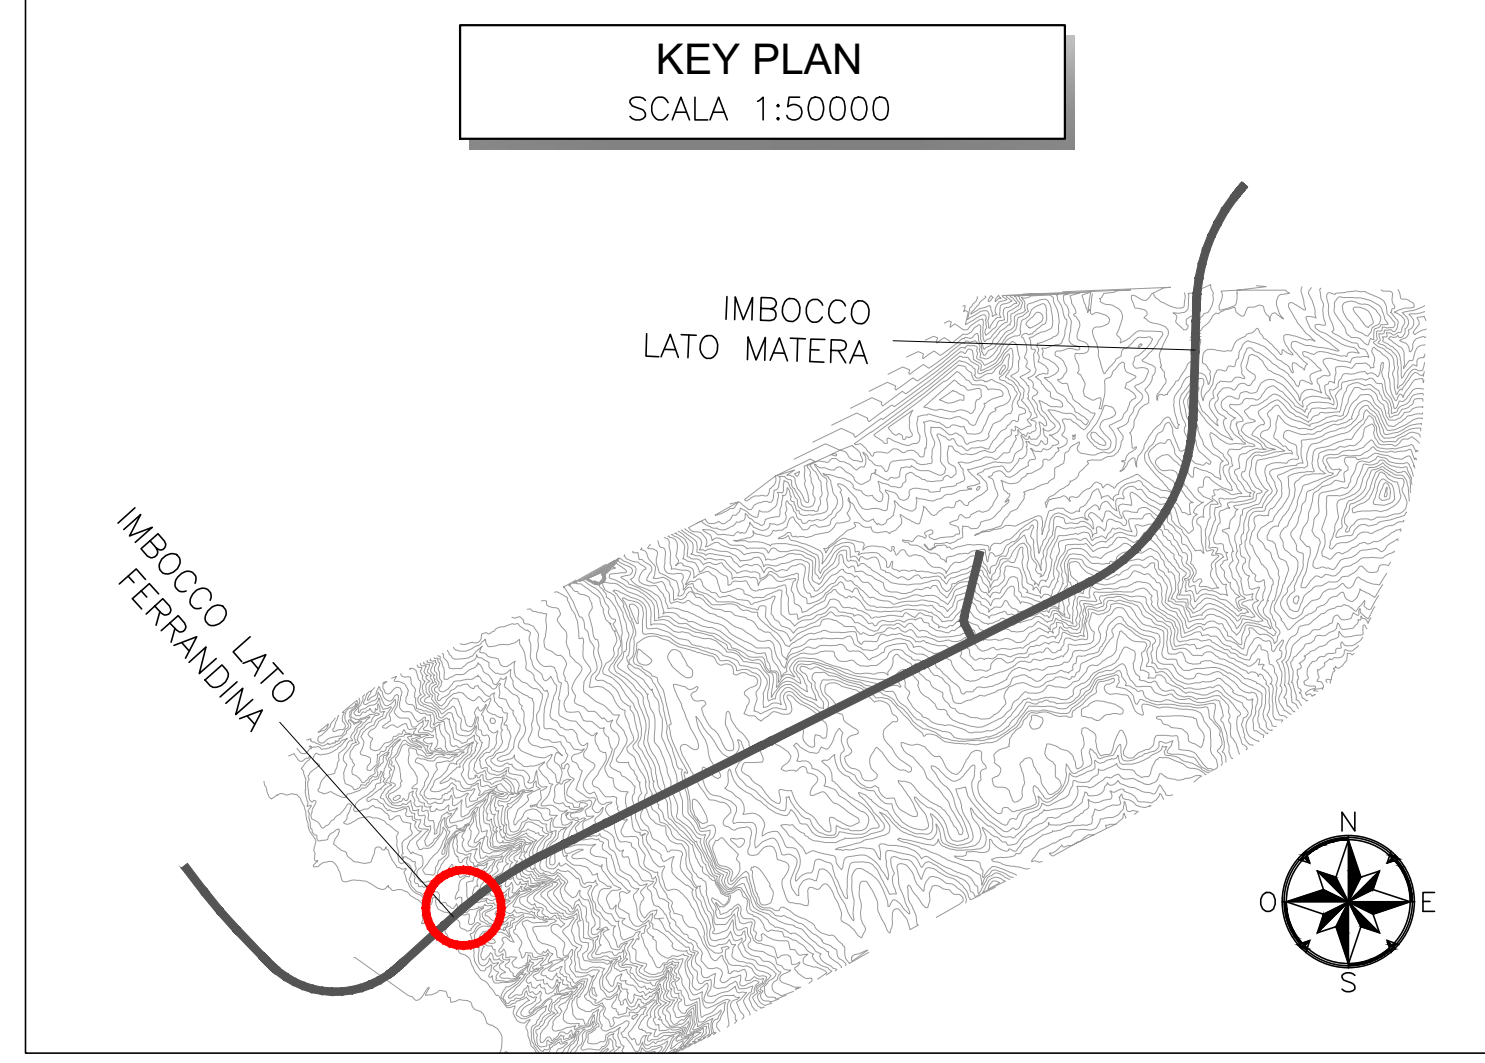 KEY PLAN
SCALA 1:50000
IMBOCCO
LATO MATERA
IMBOCCO LATO
FERRANDINA
N
O
E
S